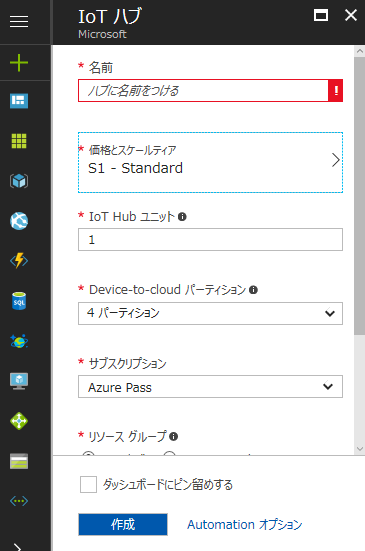 IoT ハブ
Microsoft
* 名前
ハブに名前をつける
* 価格とスケールティア
S1 - Standard
* IoT Hub ユニット
1
* Device-to-cloud パーティション
4 パーティション
* サブスクリプション
Azure Pass
* リソース グループ
ダッシュボードにピン留めする
作成
Automation オプション
SQL